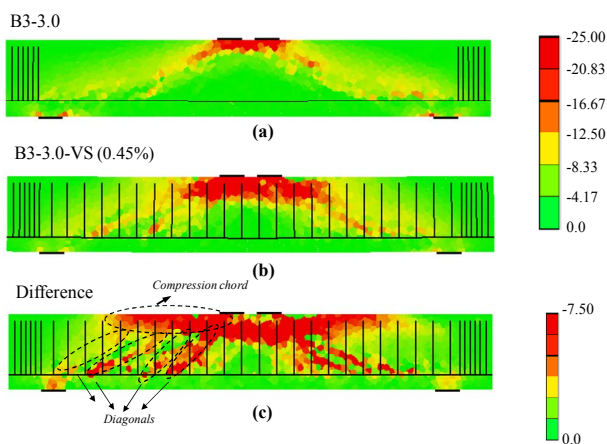 B3-3.0
(a)
B3-3.0-VS (0.45%)
(b)
Difference
Compression chord
Diagonals
(c)
-25.00
-20.83
-16.67
-12.50
-8.33
-4.17
0.0
-7.50
0.0